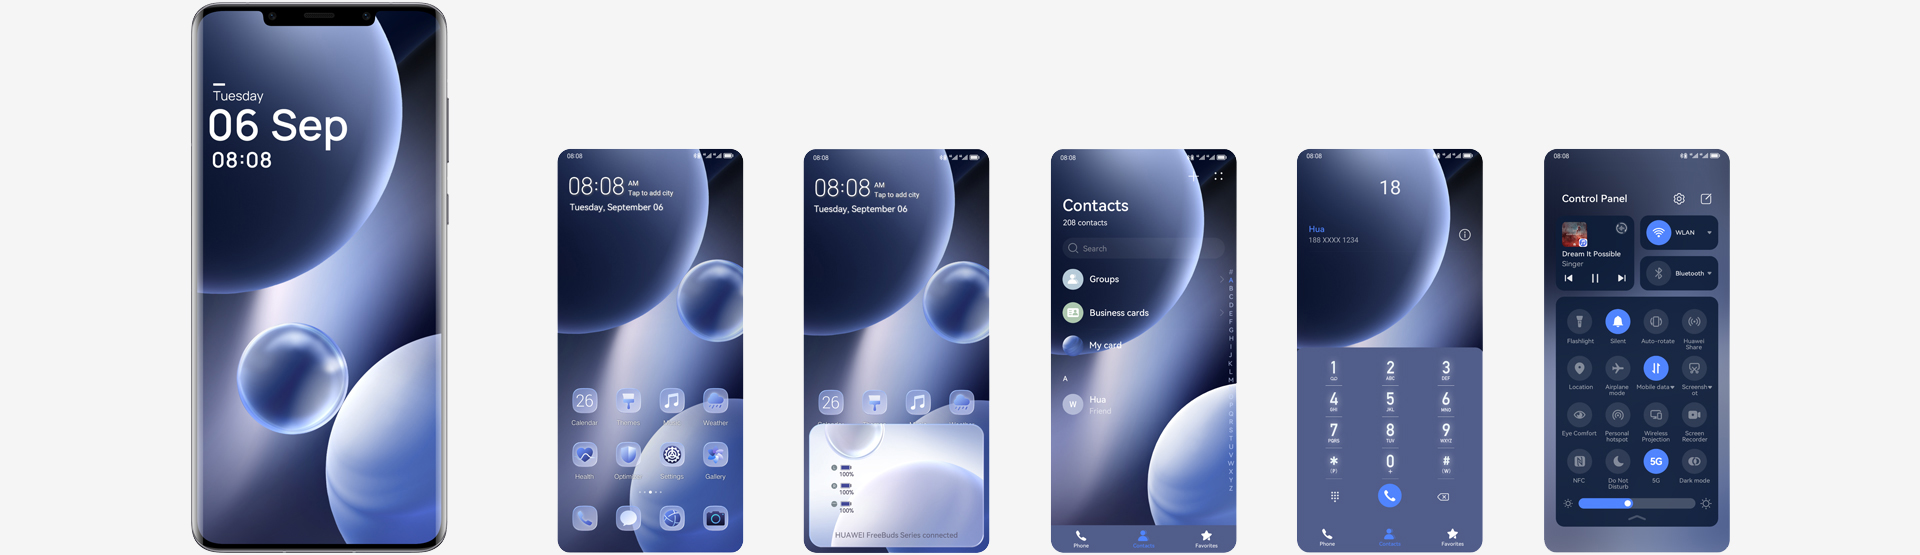 Tuesday
06 Sep
08:08
08:08
08:08 AM
Tap to add city
Tuesday, September 06
26
Calendar
Themes
Music
Weather
Health
Optimizer
Settings
Gallery
08:08
08:08 AM
Tap to add city
Tuesday, September 06
26
100%
100%
100%
HUAWEI FreeBuds Series connected
08:08
Contacts
208 contacts
Search
Groups
Business cards
My card
A
W
Hua
Friend
#
A
B
C
D
E
F
G
H
I
J
K
L
M
P
Q
R
S
T
U
V
W
X
Y
Z
Phone
Contacts
Favorites
08:08
18
Hua
188 XXXX 1234
1
2 ABC
3 DEF
4 GHI
5 JKL
6 MNO
7 PQRS
8 TUV
9 WXYZ
* (P)
0 +
# (W)
Phone
Contacts
Favorites
08:08
Control Panel
Dream It Possible
Singer
WLAN
Bluetooth
Flashlight
Silent
Auto-rotate
Huawei
Share
Location
Airplane
mode
Mobile data
Screensh
ot
Eye Comfort
Personal
hotspot
Wireless
Projection
Screen
Recorder
NFC
Do Not
Disturb
5G
5G
Dark mode